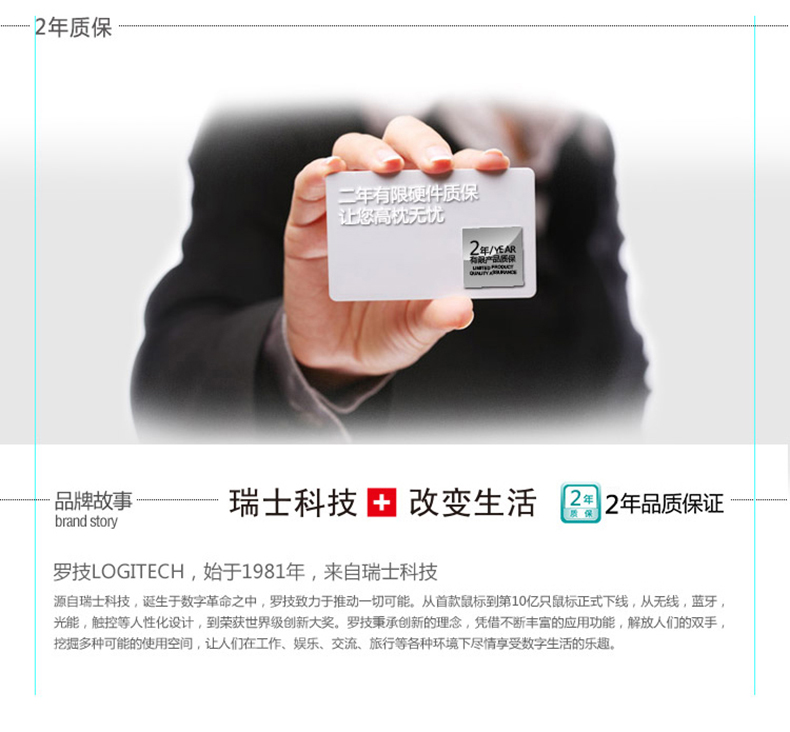 2年质保
二年有限硬件质保
让您高枕无忧
2年/YEAR
有限产品质保
LIMITED PRODUCT
QUALITY ASSURANCE
品牌故事
brand story
瑞士科技 改变生活
2年
质 保
2年品质保证
罗技LOGITECH，始于1981年，来自瑞士科技
源自瑞士科技，诞生于数字革命之中，罗技致力于推动一切可能。从首款鼠标到第10亿只鼠标正式下线，从无线，蓝牙，
光能，触控等人性化设计，到荣获世界级创新大奖。罗技秉承创新的理念，凭借不断丰富的应用功能，解放人们的双手，
挖掘多种可能的使用空间，让人们在工作、娱乐、交流、旅行等各种环境下尽情享受数字生活的乐趣。